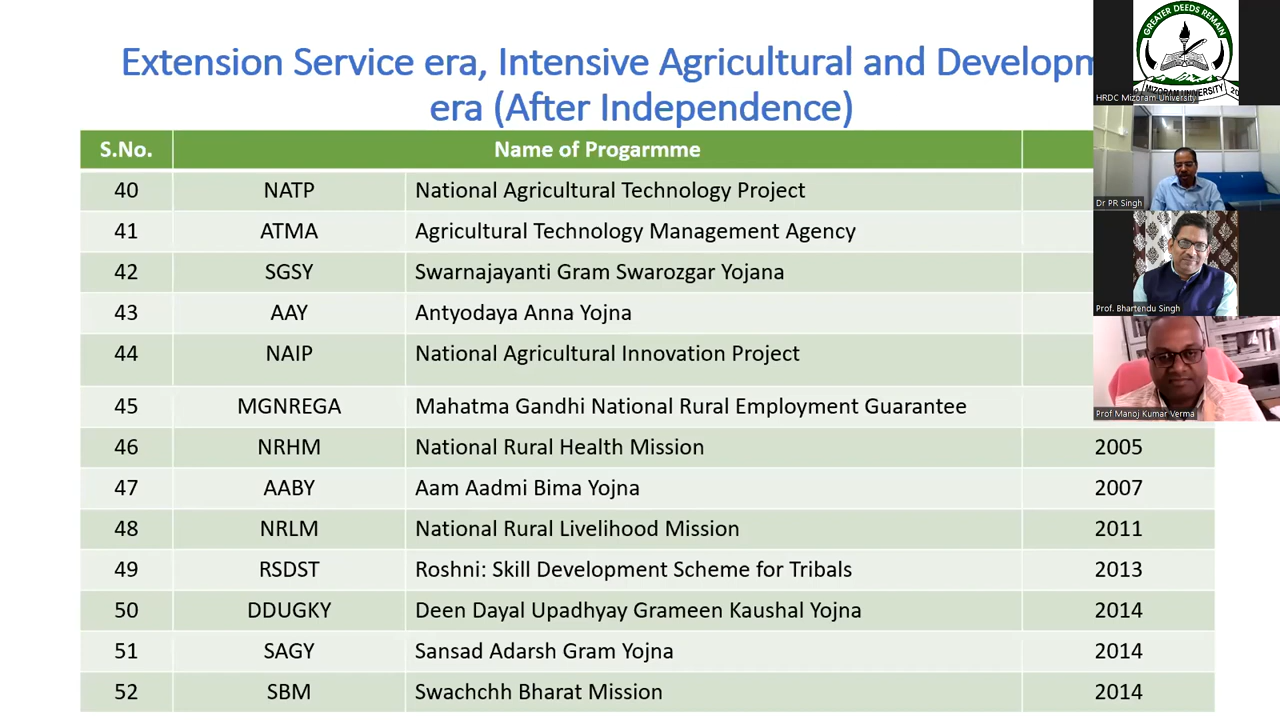 Extension Service era, Intensive Agricultural and Developm
era (After Independence)
S.No. Name of Progarmme
40 NATP National Agricultural Technology Project
41 ATMA Agricultural Technology Management Agency
42 SGSY Swarnajayanti Gram Swarozgar Yojana
43 AAY Antyodaya Anna Yojna
44 NAIP National Agricultural Innovation Project
45 MGNREGA Mahatma Gandhi National Rural Employment Guarantee
46 NRHM National Rural Health Mission 2005
47 AABY Aam Aadmi Bima Yojna 2007
48 NRLM National Rural Livelihood Mission 2011
49 RSDST Roshni: Skill Development Scheme for Tribals 2013
50 DDUGKY Deen Dayal Upadhyay Grameen Kaushal Yojna 2014
51 SAGY Sansad Adarsh Gram Yojna 2014
52 SBM Swachchh Bharat Mission 2014
GREATER DEEDS REMAIN
MIZORAM UNIVERSITY
HRDC Mizoram University
Dr PR Singh
Prof. Bhartendu Singh
Prof Manoj Kumar Verma